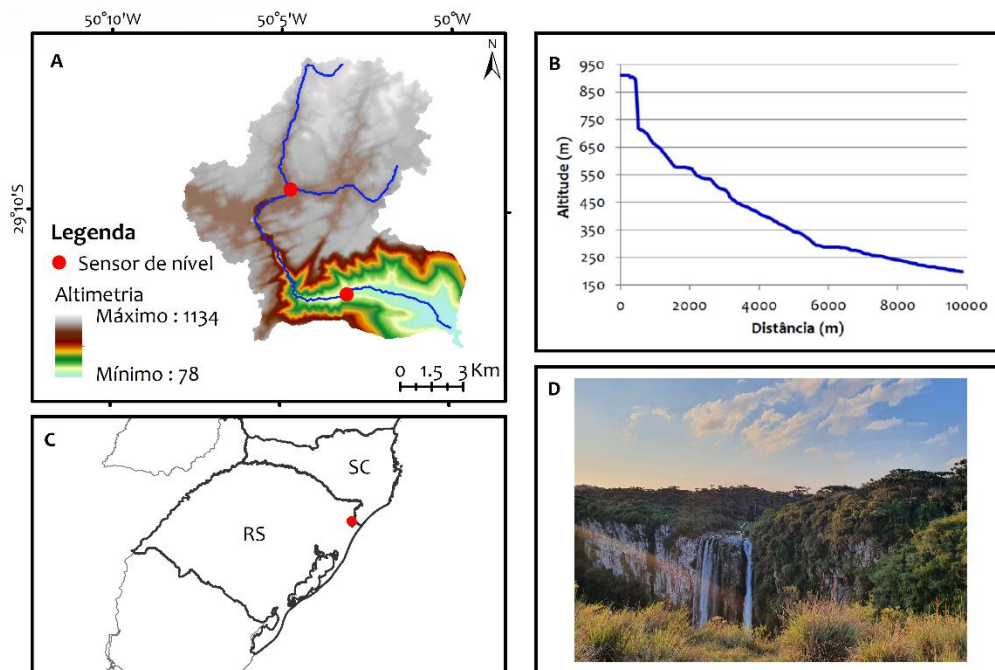 50°10'W 50°5'W 50°W
A
N
29°10'S
Legenda
Sensor de nível
Altimetria
Máximo : 1134
Mínimo : 78
0 1.5 3 Km
B
950
850
750
650
550
450
350
250
150
Altitude (m)
0 2000 4000 6000 8000 10000
Distância (m)
C
SC
RS
D